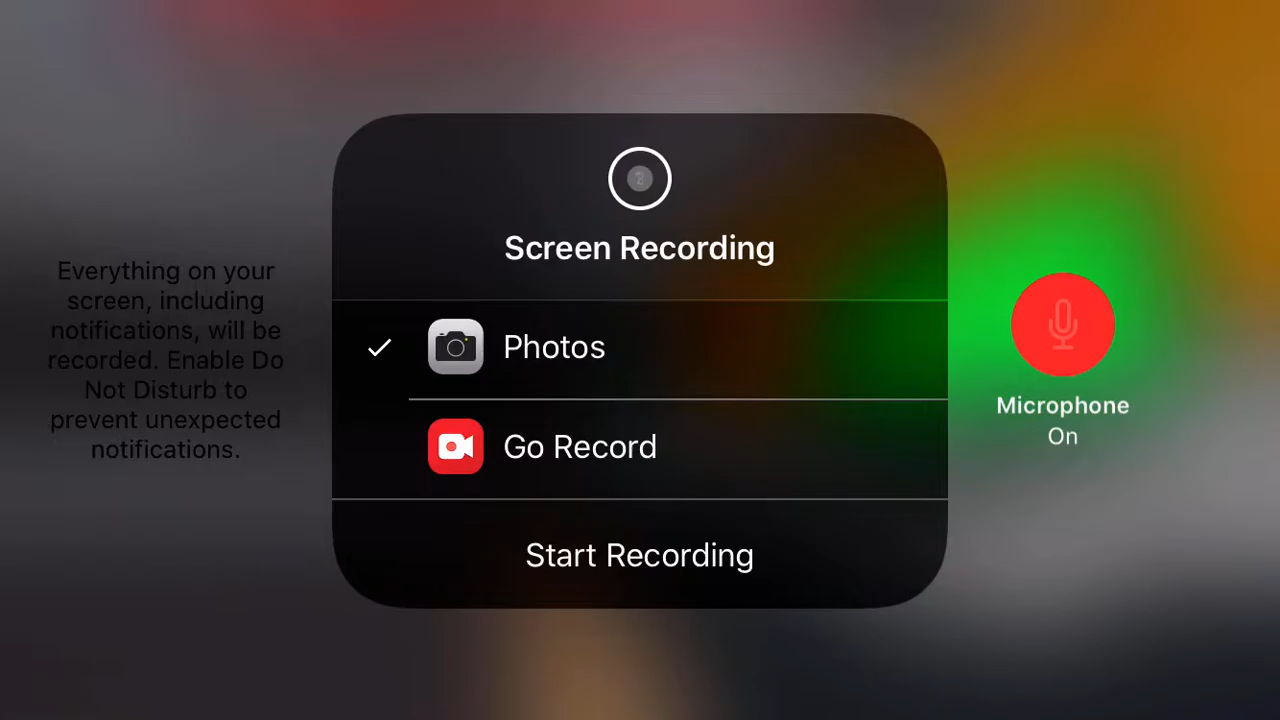 Everything on your
screen, including
notifications, will be
recorded. Enable Do
Not Disturb to
prevent unexpected
notifications.
Screen Recording
Photos
Go Record
Start Recording
Microphone
On